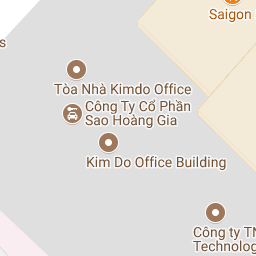 Saigon
s
Tòa Nhà Kimdo Office
Công Ty Cổ Phần
Sao Hoàng Gia
Kim Do Office Building
Công ty TN
Technolog